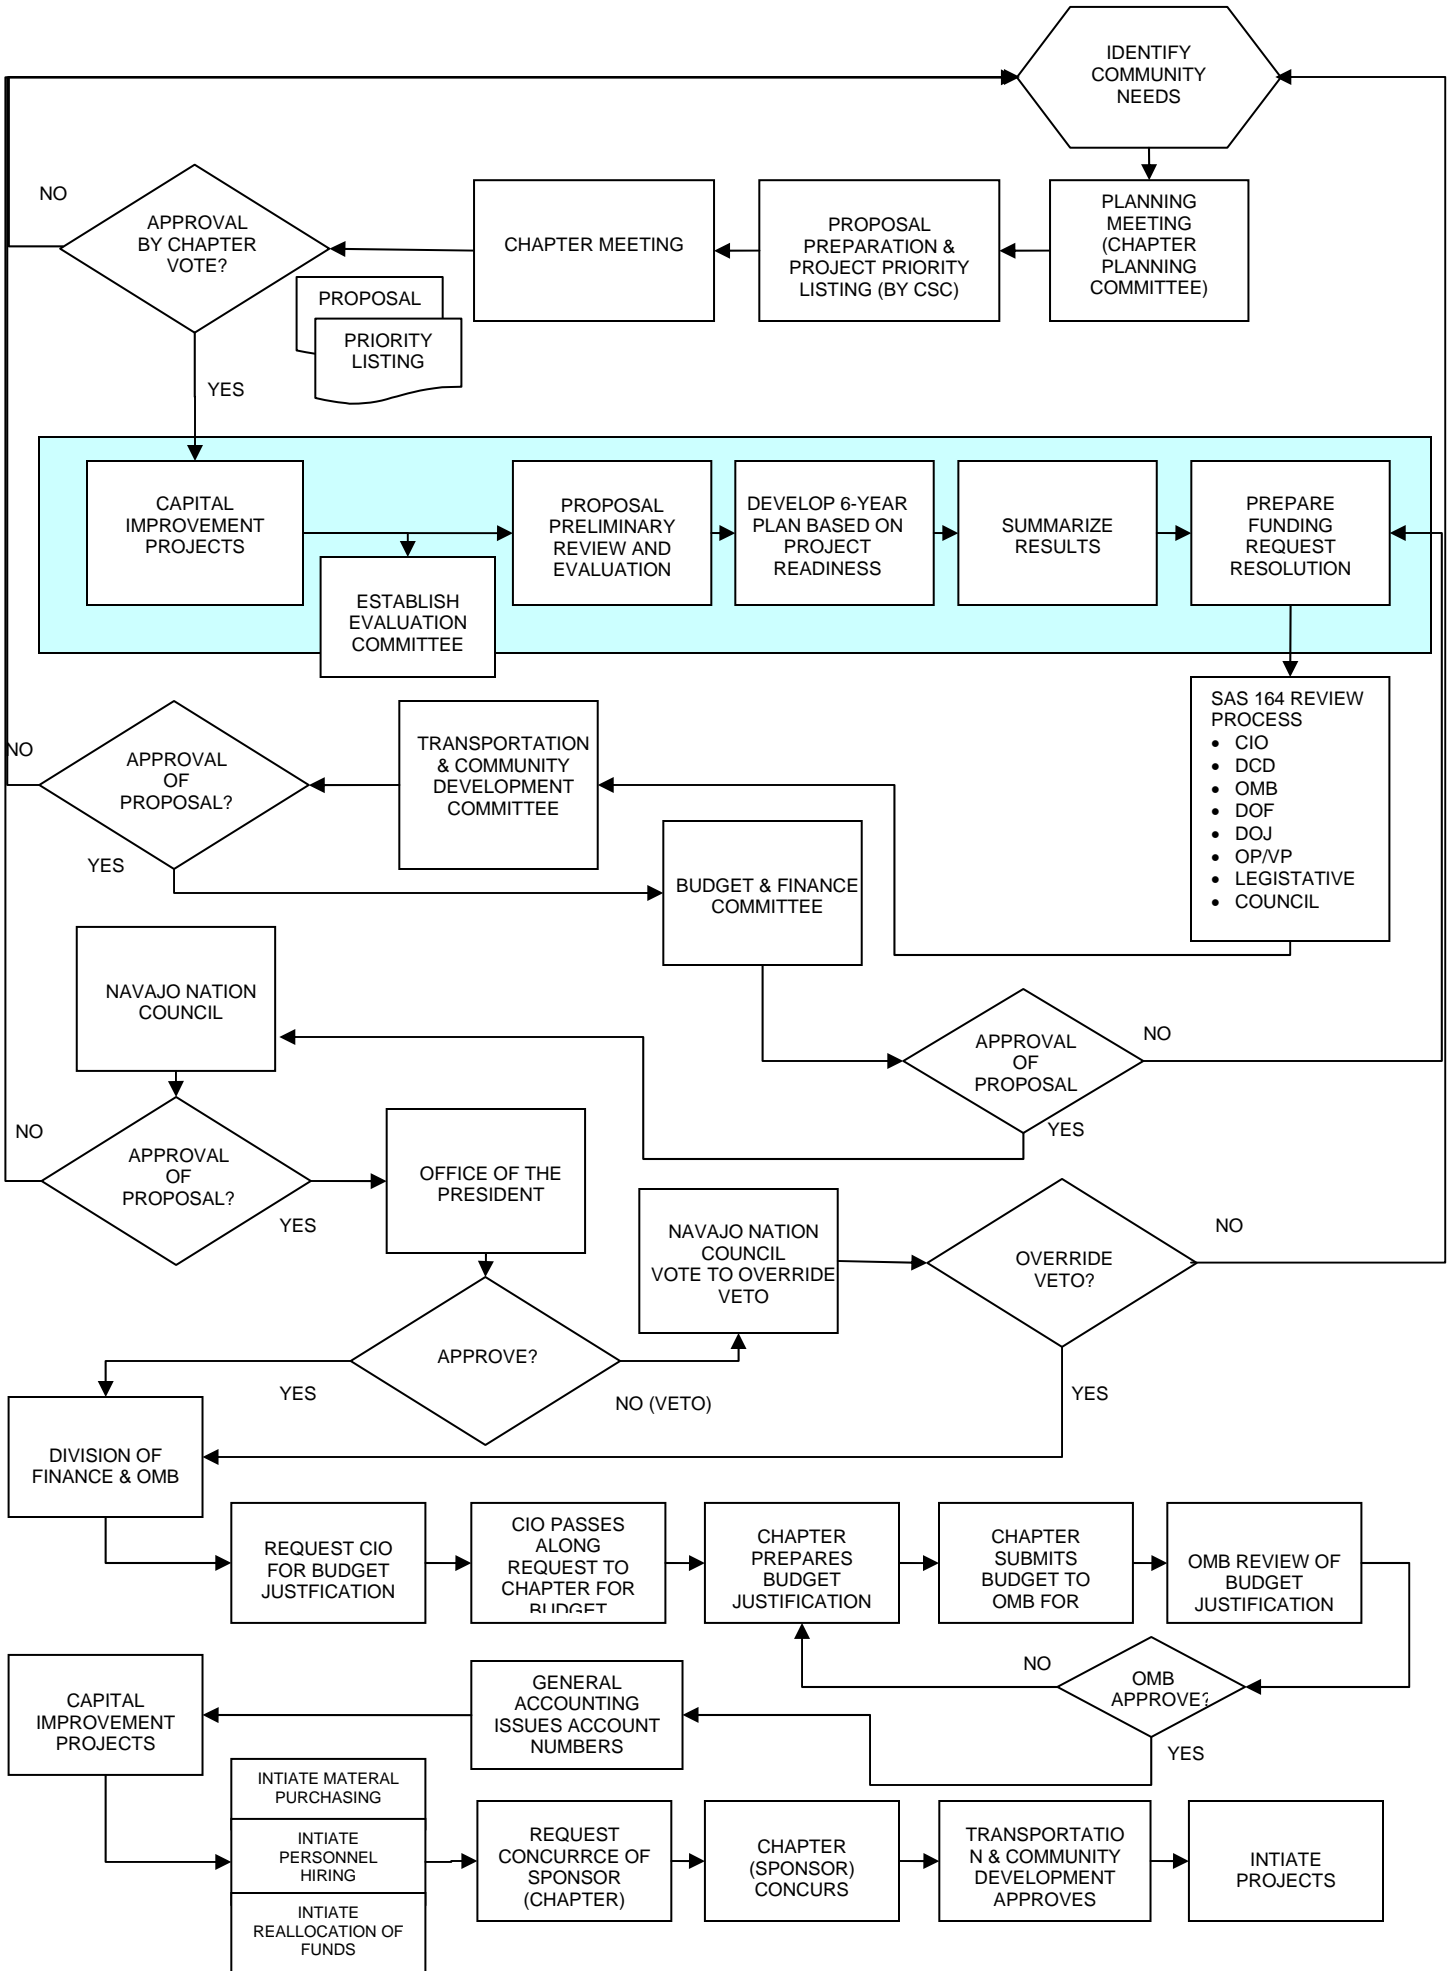 IDENTIFY
COMMUNITY
NEEDS
NO
APPROVAL
BY CHAPTER
VOTE?
CHAPTER MEETING
PROPOSAL
PREPARATION &
PROJECT PRIORITY
LISTING (BY CSC)
PLANNING
MEETING
(CHAPTER
PLANNING
COMMITTEE)
PROPOSAL
PRIORITY
LISTING
YES
CAPITAL
IMPROVEMENT
PROJECTS
ESTABLISH
EVALUATION
COMMITTEE
PROPOSAL
PRELIMINARY
REVIEW AND
EVALUATION
DEVELOP 6-YEAR
PLAN BASED ON
PROJECT
READINESS
SUMMARIZE
RESULTS
PREPARE
FUNDING
REQUEST
RESOLUTION
SAS 164 REVIEW
PROCESS
• CIO
• DCD
• OMB
• DOF
• DOJ
• OP/VP
• LEGISTATIVE
• COUNCIL
NO
APPROVAL
OF
PROPOSAL?
YES
TRANSPORTATION
& COMMUNITY
DEVELOPMENT
COMMITTEE
BUDGET & FINANCE
COMMITTEE
NAVAJO NATION
COUNCIL
APPROVAL
OF
PROPOSAL
NO
YES
NO
APPROVAL
OF
PROPOSAL?
YES
OFFICE OF THE
PRESIDENT
NAVAJO NATION
COUNCIL
VOTE TO OVERRIDE
VETO
OVERRIDE
VETO?
NO
YES
APPROVE?
YES
NO (VETO)
DIVISION OF
FINANCE & OMB
REQUEST CIO
FOR BUDGET
JUSTFICATION
CIO PASSES
ALONG
REQUEST TO
CHAPTER FOR
BUDGET
CHAPTER
PREPARES
BUDGET
JUSTIFICATION
CHAPTER
SUBMITS
BUDGET TO
OMB FOR
OMB REVIEW OF
BUDGET
JUSTIFICATION
NO
OMB
APPROVE?
YES
GENERAL
ACCOUNTING
ISSUES ACCOUNT
NUMBERS
CAPITAL
IMPROVEMENT
PROJECTS
INTIATE MATERAL
PURCHASING
INTIATE
PERSONNEL
HIRING
INTIATE
REALLOCATION OF
FUNDS
REQUEST
CONCURRCE OF
SPONSOR
(CHAPTER)
CHAPTER
(SPONSOR)
CONCURS
TRANSPORTATIO
N & COMMUNITY
DEVELOPMENT
APPROVES
INTIATE
PROJECTS